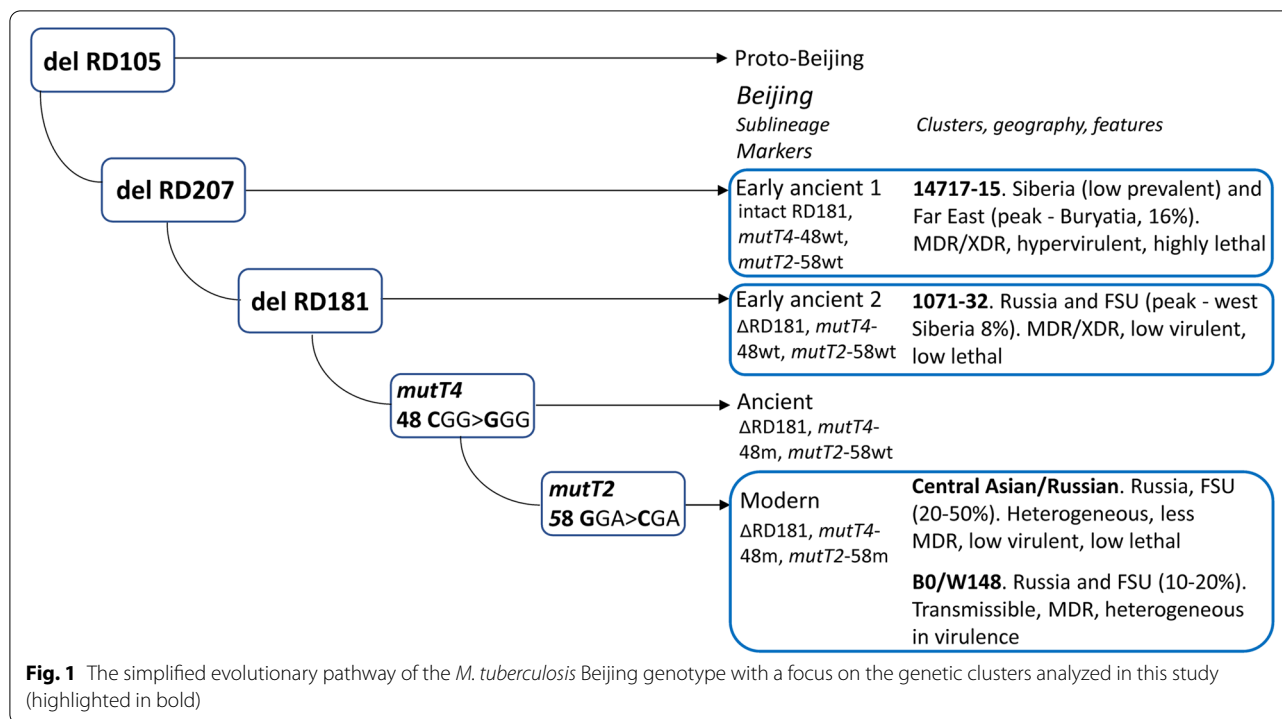 del RD105
Proto-Beijing
Beijing
Sublineage
Markers
Clusters, geography, features
del RD207
Early ancient 1
intact RD181,
mutT4-48wt,
mutT2-58wt
14717-15. Siberia (low prevalent) and
Far East (peak - Buryatia, 16%).
MDR/XDR, hypervirulent, highly lethal
del RD181
Early ancient 2
ΔRD181, mutT4-
48wt, mutT2-58wt
1071-32. Russia and FSU (peak - west
Siberia 8%). MDR/XDR, low virulent,
low lethal
mutT4
48 CGG>GGG
Ancient
ΔRD181, mutT4-
48m, mutT2-58wt
mutT2
58 GGA>CGA
Modern
ΔRD181, mutT4-
48m, mutT2-58m
Central Asian/Russian. Russia, FSU
(20-50%). Heterogeneous, less
MDR, low virulent, low lethal
B0/W148. Russia and FSU (10-20%).
Transmissible, MDR, heterogeneous
in virulence
Fig. 1 The simplified evolutionary pathway of the M. tuberculosis Beijing genotype with a focus on the genetic clusters analyzed in this study
(highlighted in bold)